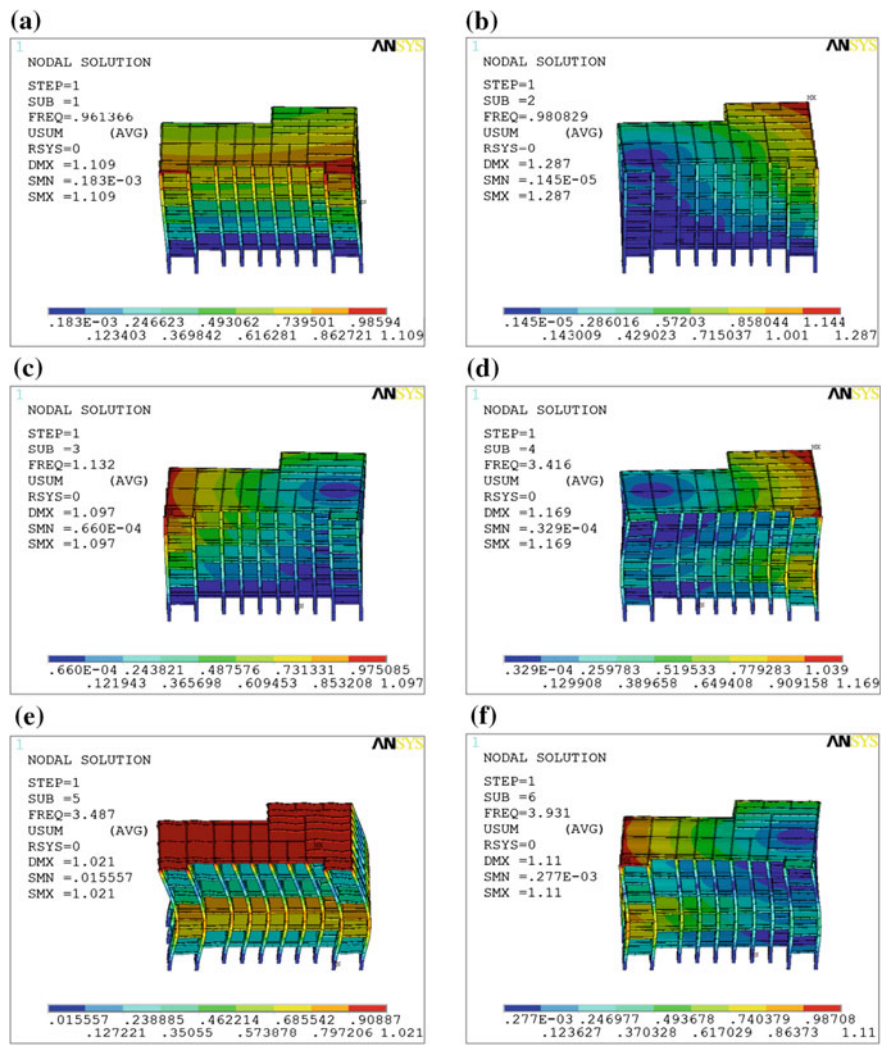 (a)
1
ANSYS
NODAL SOLUTION
STEP=1
SUB =1
FREQ=.961366
USUM (AVG)
RSYS=0
DMX =1.109
SMN =.183E-03
SMX =1.109
.183E-03 .246623 .493062 .739501 .98594
.123403 .369842 .616281 .862721 1.109
(b)
1
ANSYS
NODAL SOLUTION
STEP=1
SUB =2
FREQ=.980829
USUM (AVG)
RSYS=0
DMX =1.287
SMN =.145E-05
SMX =1.287
MX
.145E-05 .286016 .57203 .858044 1.144
.143009 .429023 .715037 1.001 1.287
(c)
1
ANSYS
NODAL SOLUTION
STEP=1
SUB =3
FREQ=1.132
USUM (AVG)
RSYS=0
DMX =1.097
SMN =.660E-04
SMX =1.097
.660E-04 .243821 .487576 .731331 .975085
.121943 .365698 .609453 .853208 1.097
(d)
1
ANSYS
NODAL SOLUTION
STEP=1
SUB =4
FREQ=3.416
USUM (AVG)
RSYS=0
DMX =1.169
SMN =.329E-04
SMX =1.169
MX
.329E-04 .259783 .519533 .779283 1.039
.129908 .389658 .649408 .909158 1.169
(e)
1
ANSYS
NODAL SOLUTION
STEP=1
SUB =5
FREQ=3.487
USUM (AVG)
RSYS=0
DMX =1.021
SMN =.015557
SMX =1.021
.015557 .238885 .462214 .685542 .90887
.127221 .35055 .573878 .797206 1.021
(f)
1
ANSYS
NODAL SOLUTION
STEP=1
SUB =6
FREQ=3.931
USUM (AVG)
RSYS=0
DMX =1.11
SMN =.277E-03
SMX =1.11
.277E-03 .246977 .493678 .740379 .98708
.123627 .370328 .617029 .86373 1.11